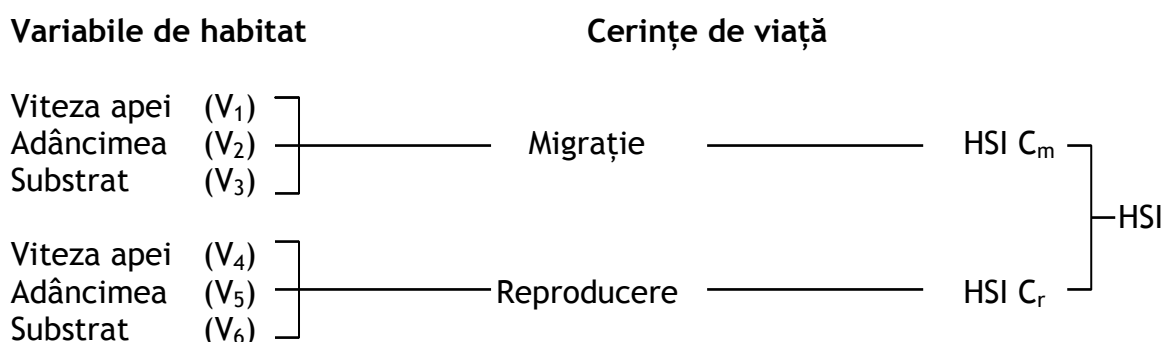 Variabile de habitat Cerințe de viață
Viteza apei (V₁)
Adâncimea (V₂) Migrație HSI Cₘ
Substrat (V₃)
HSI
Viteza apei (V₄)
Adâncimea (V₅) Reproducere HSI Cᵣ
Substrat (V₆)